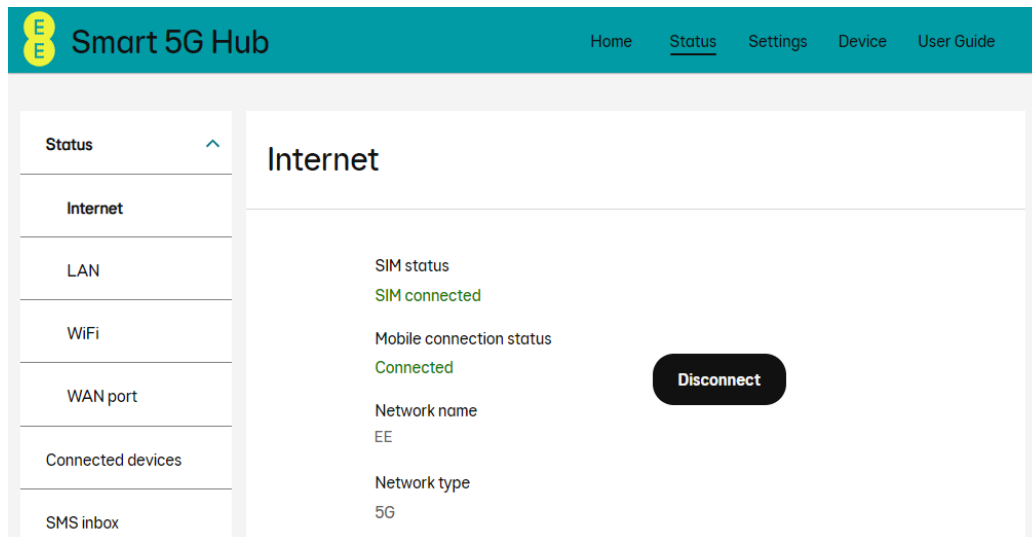 E
E
Smart 5G Hub
Home Status Settings Device User Guide
Status
Internet
LAN
WiFi
WAN port
Connected devices
SMS inbox
Internet
SIM status
SIM connected
Mobile connection status
Connected
Disconnect
Network name
EE
Network type
5G